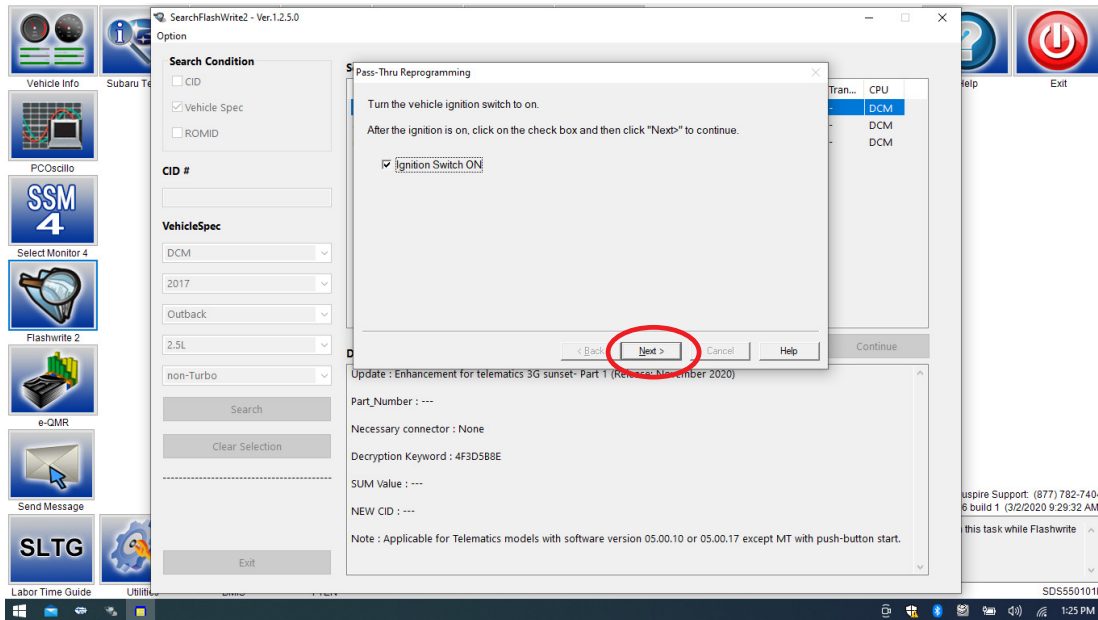 SearchFlashWrite2 - Ver.1.2.5.0
Option
Vehicle Info
Subaru Te
Help
Exit
PCOscillo
SSM
4
Select Monitor 4
Flashwrite 2
e-QMR
Send Message
SLTG
Labor Time Guide
Utilities
Search Condition
CID
Vehicle Spec
ROMID
CID #
VehicleSpec
DCM
2017
Outback
2.5L
non-Turbo
Search
Clear Selection
Exit
Tran... CPU
- DCM
- DCM
- DCM
Pass-Thru Reprogramming
Turn the vehicle ignition switch to on.
After the ignition is on, click on the check box and then click "Next>" to continue.
Ignition Switch ON
< Back Next > Cancel Help
Continue
Update : Enhancement for telematics 3G sunset- Part 1 (Release: November 2020)
Part_Number : ---
Necessary connector : None
Decryption Keyword : 4F3D5B8E
SUM Value : ---
NEW CID : ---
Note : Applicable for Telematics models with software version 05.00.10 or 05.00.17 except MT with push-button start.
uspire Support: (877) 782-740
6 build 1 (3/2/2020 9:29:32 AM
this task while Flashwrite
SDS550101
1:25 PM